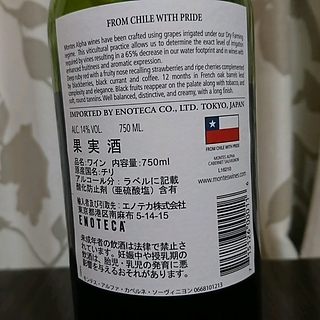 FROM CHILE WITH PRIDE
Montes Alpha wines have been crafted using grapes irrigated under our Dry Farming
regime. This viticultural practice allows us to determine the exact level of irrigation
required by vines resulting in a 65% decrease in our water footprint and in wine with
enhanced fruitiness and aromatic expression.
Deep ruby red with a fruity nose recalling strawberries and ripe cherries complemented
by blackberries, black currant and coffee. 12 months in French oak barrels lend
complexity and elegance. Black fruits reappear on the palate along with tobacco and
soft, round tannins. Well balanced, distinctive, and creamy, with a long finish.
IMPORTED BY ENOTECA CO., LTD. TOKYO, JAPAN
ALC.14% VOL. 750 ML.
果実酒
品名:ワイン 内容量:750ml
原産国名:チリ
アルコール分:ラベルに記載
酸化防止剤(亜硫酸塩)含有
輸入者及び引取先:エノテカ株式会社
東京都港区南麻布 5-14-15
ENOTECA
未成年者の飲酒は法律で禁止さ
れています。妊娠中や授乳期の
飲酒は、胎児・乳児の発育に悪
影響を与えるおそれがあります。
モンテス・アルファ・カベルネ・ソーヴィニヨン 0668101213
FROM CHILE WITH PRIDE
MONTES ALPHA
CABERNET SAUVIGNON
www.monteswines.com